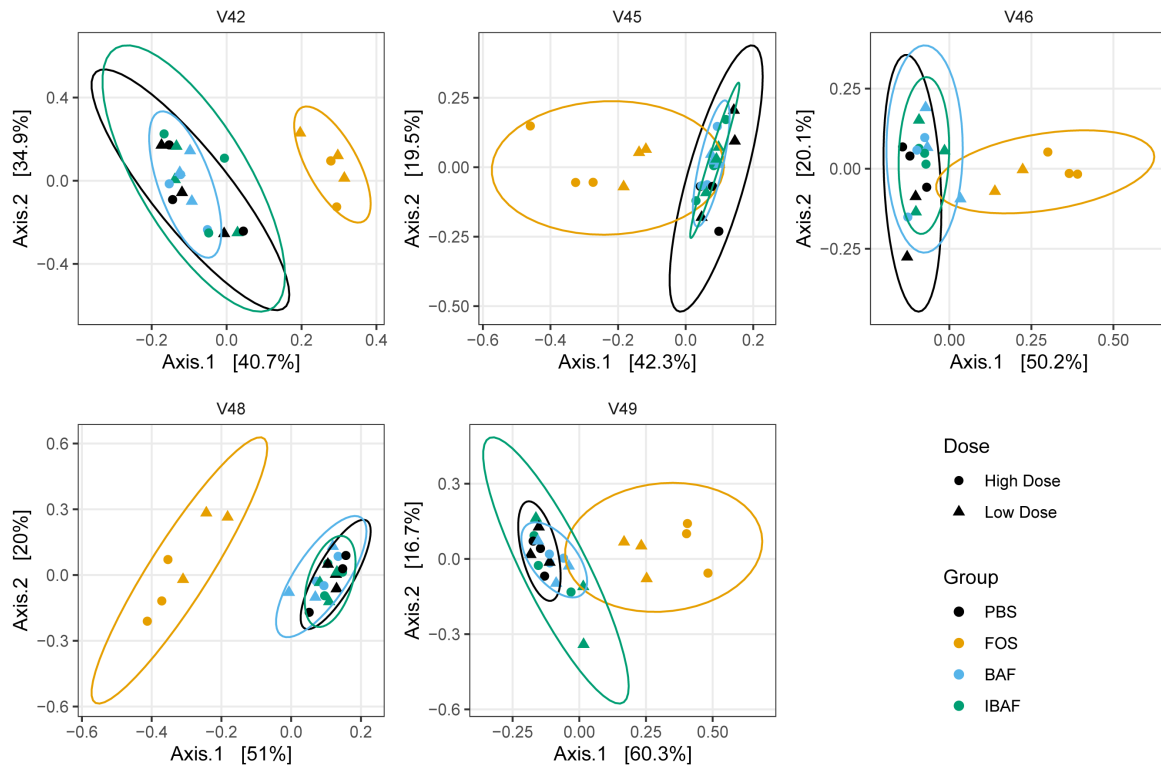 V42
V45
V46
Axis.2 [34.9%]
0.4
0.0
−0.4
−0.2
0.0
0.2
0.4
Axis.1 [40.7%]
Axis.2 [19.5%]
0.25
0.00
−0.25
−0.50
−0.6
−0.4
−0.2
0.0
0.2
Axis.1 [42.3%]
Axis.2 [20.1%]
0.25
0.00
−0.25
0.00
0.25
0.50
Axis.1 [50.2%]
V48
V49
Axis.2 [20%]
0.6
0.3
0.0
−0.3
−0.6
−0.6
−0.4
−0.2
0.0
0.2
Axis.1 [51%]
Axis.2 [16.7%]
0.3
0.0
−0.3
−0.6
−0.25
0.00
0.25
0.50
Axis.1 [60.3%]
Dose
High Dose
Low Dose
Group
PBS
FOS
BAF
IBAF